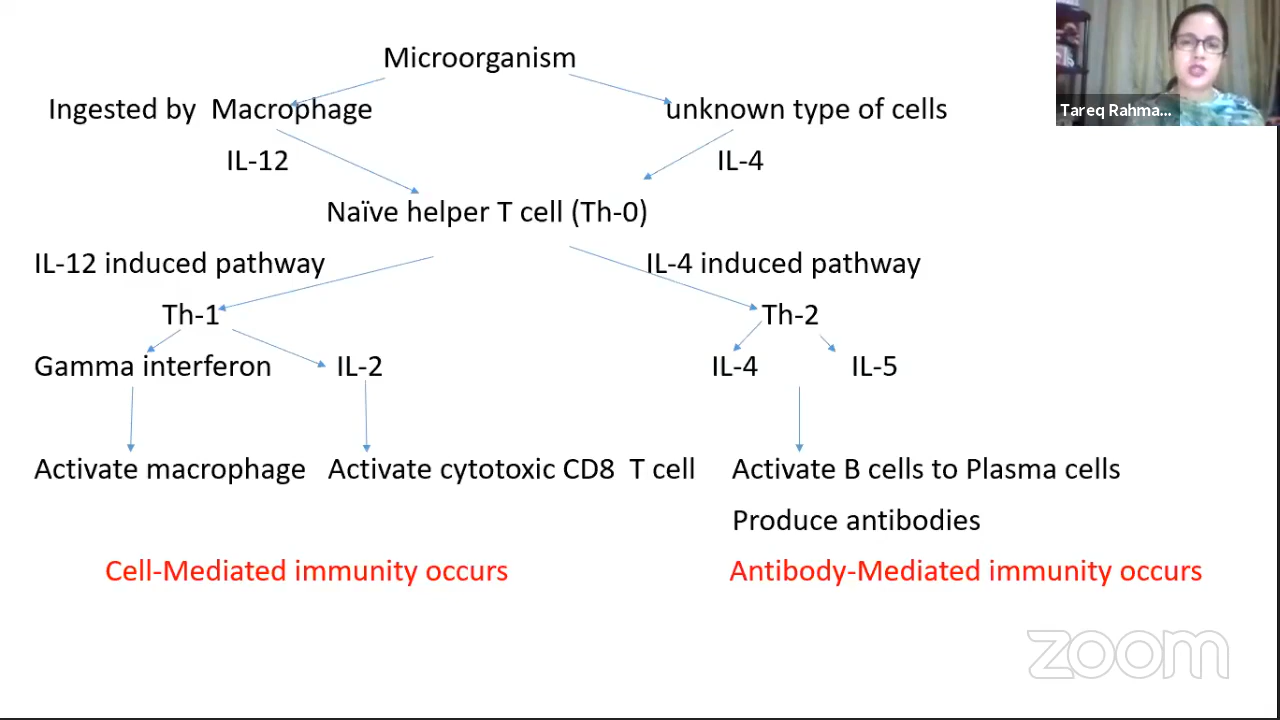 Microorganism
Ingested by Macrophage unknown type of cells
IL-12 IL-4
Naïve helper T cell (Th-0)
IL-12 induced pathway IL-4 induced pathway
Th-1 Th-2
Gamma interferon IL-2 IL-4 IL-5
Activate macrophage Activate cytotoxic CD8 T cell Activate B cells to Plasma cells
Produce antibodies
Cell-Mediated immunity occurs Antibody-Mediated immunity occurs
Tareq Rahma...
zoom